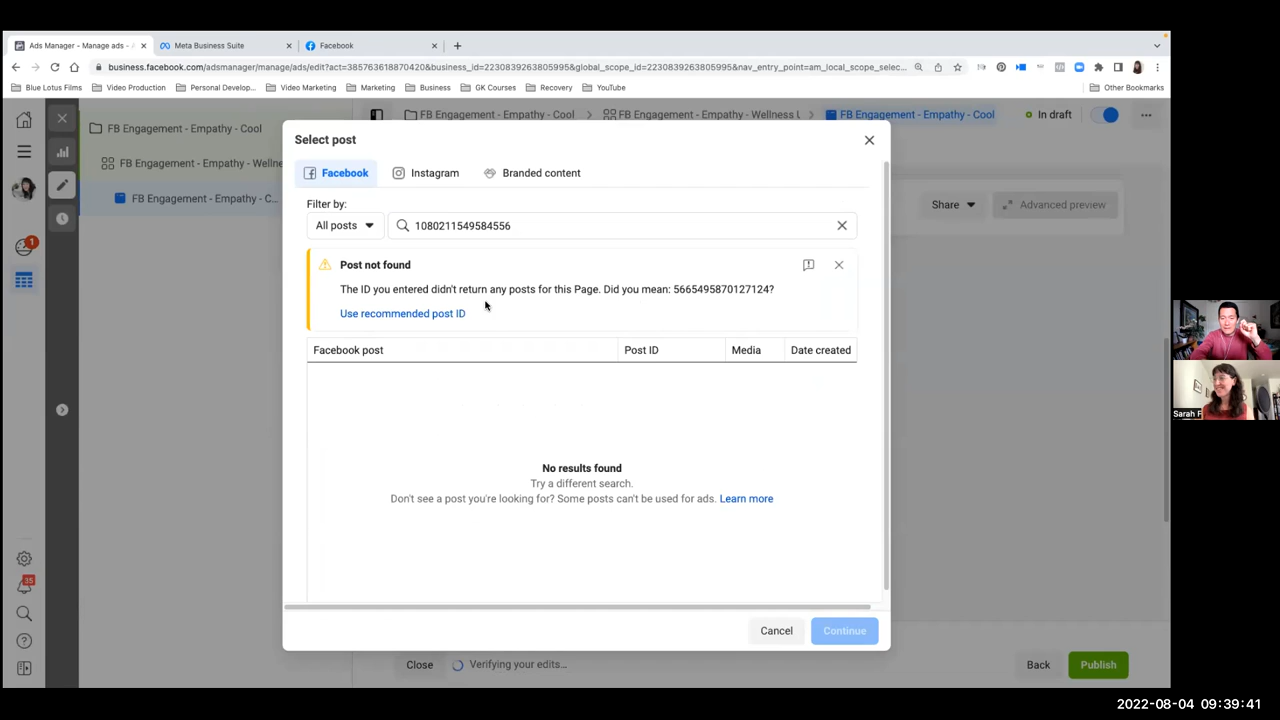 Ads Manager - Manage ads - 
Meta Business Suite
Facebook
business.facebook.com/adsmanager/manage/ads/edit?act=385763618870420&business_id=2230839263805995&global_scope_id=2230839263805995&nav_entry_point=am_local_scope_selec...
Blue Lotus Films
Video Production
Personal Develop...
Video Marketing
Marketing
Business
GK Courses
Recovery
YouTube
Other Bookmarks
FB Engagement - Empathy - Cool
FB Engagement - Empathy - Wellne
FB Engagement - Empathy - C...
FB Engagement - Empathy - Cool
FB Engagement - Empathy - Wellness
FB Engagement - Empathy - Cool
In draft
Share
Advanced preview
1
35
Select post
Facebook
Instagram
Branded content
Filter by:
All posts
1080211549584556
Post not found
The ID you entered didn't return any posts for this Page. Did you mean: 5665495870127124?
Use recommended post ID
Facebook post
Post ID
Media
Date created
No results found
Try a different search.
Don't see a post you're looking for? Some posts can't be used for ads. Learn more
Cancel
Continue
Close
Verifying your edits...
Back
Publish
Sarah F
2022-08-04 09:39:41